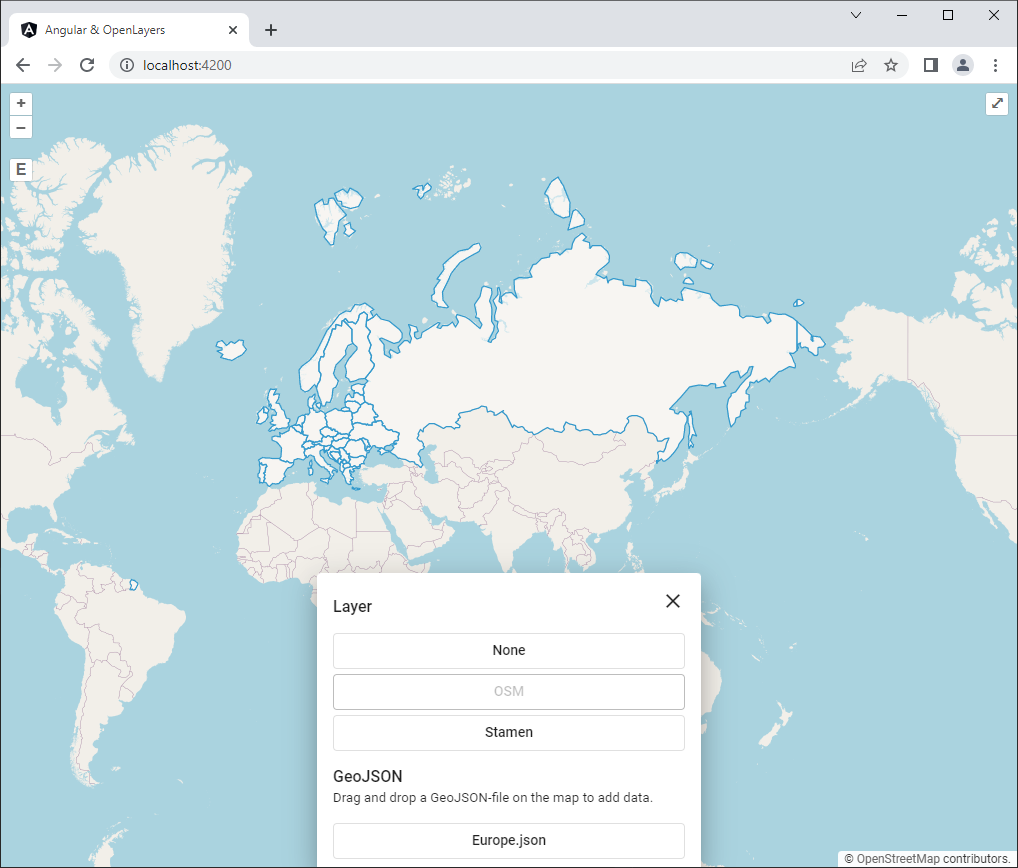 Angular & OpenLayers
localhost:4200
+
−
E
Layer
None
OSM
Stamen
GeoJSON
Drag and drop a GeoJSON-file on the map to add data.
Europe.json
© OpenStreetMap contributors.